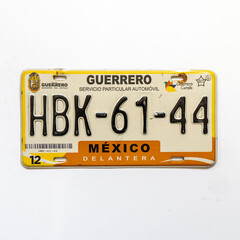 GUERRERO
GUERRERO
SERVICIO PARTICULAR AUTOMÓVIL
HBK-61-44
12
MÉXICO
DELANTERA